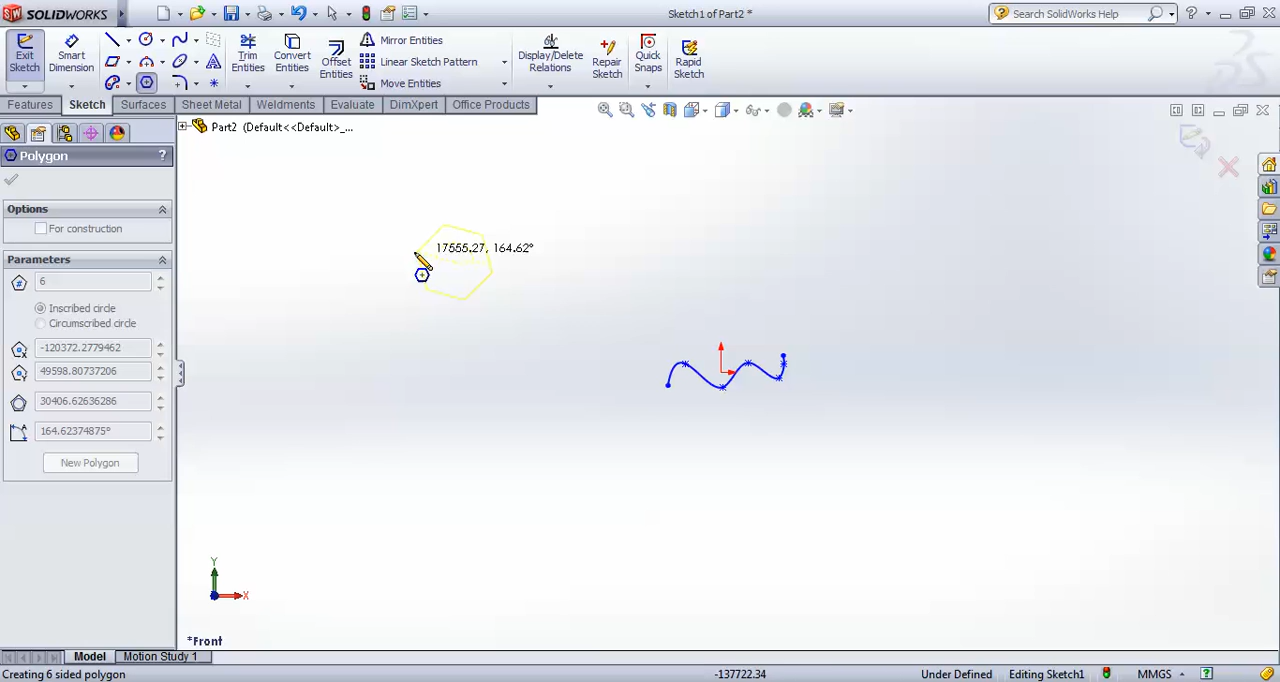 SOLIDWORKS
Sketch1 of Part2 *
Search SolidWorks Help
Exit Sketch
Smart Dimension
Trim Entities
Convert Entities
Offset Entities
Mirror Entities
Linear Sketch Pattern
Move Entities
Display/Delete Relations
Repair Sketch
Quick Snaps
Rapid Sketch
Features
Sketch
Surfaces
Sheet Metal
Weldments
Evaluate
DimXpert
Office Products
Part2 (Default<<Default>_...
Polygon
?
Options
For construction
Parameters
6
Inscribed circle
Circumscribed circle
-120372.2779462
49598.80737206
30406.62636286
164.62374875°
New Polygon
17555.27, 164.62°
Y
X
*Front
Model
Motion Study 1
Creating 6 sided polygon
-137722.34
Under Defined
Editing Sketch1
MMGS
?